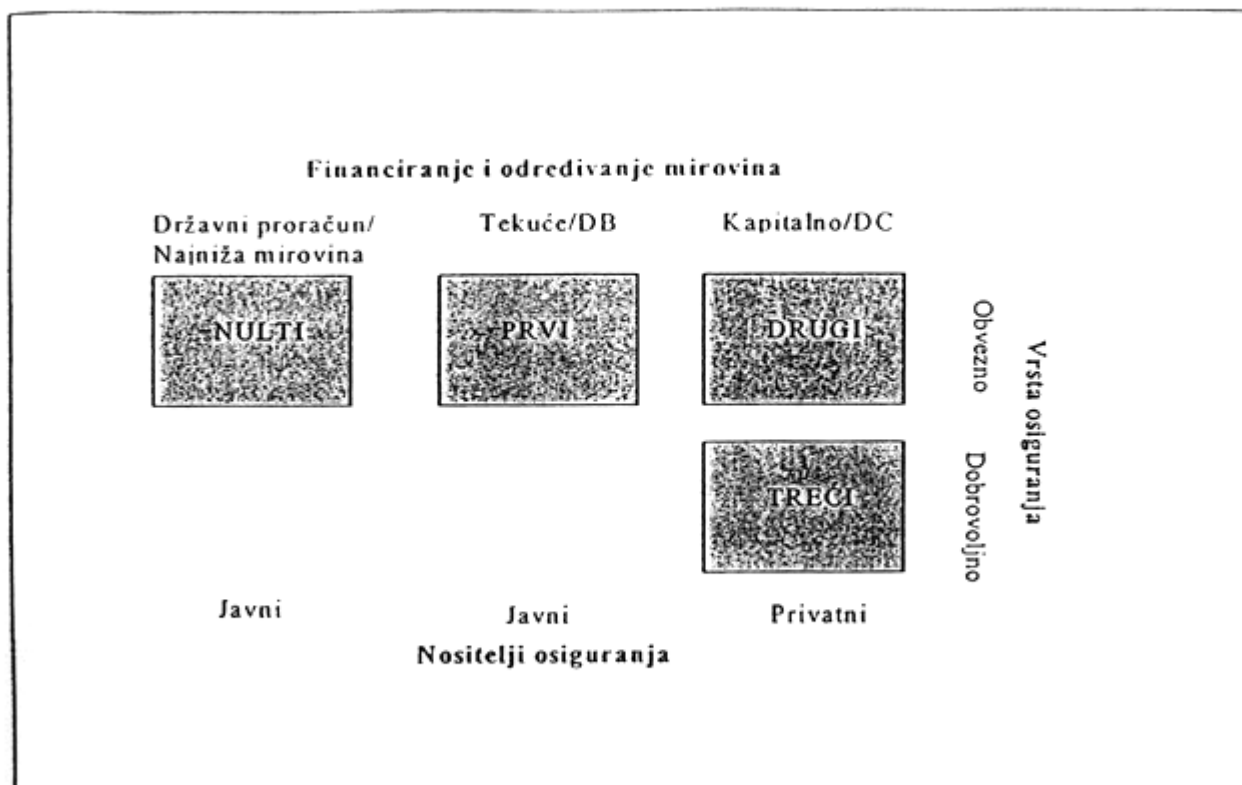 Financiranje i određivanje mirovina
Državni proračun/
Najniža mirovina
Tekuće/DB
Kapitalno/DC
NULTI
PRVI
DRUGI
Obvezno
Vrsta osiguranja
TREĆI
Dobrovoljno
Javni
Javni
Privatni
Nositelji osiguranja